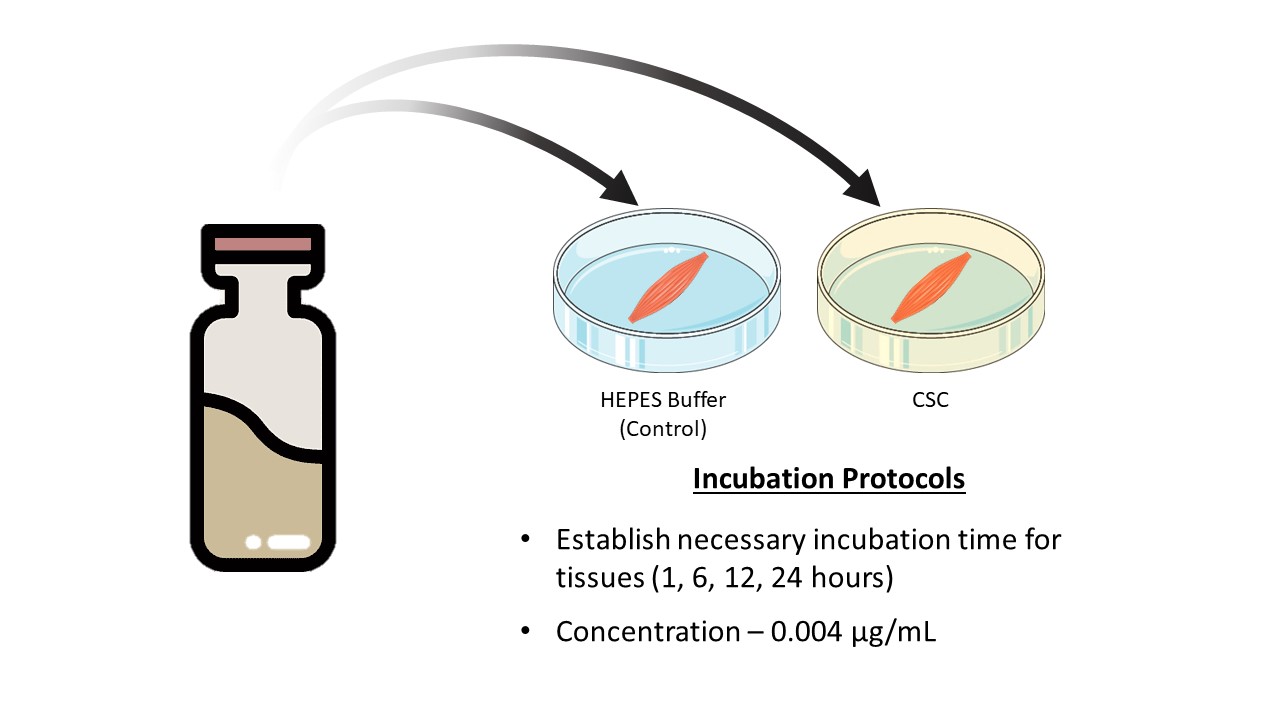 HEPES Buffer
(Control)
CSC
Incubation Protocols
• Establish necessary incubation time for
tissues (1, 6, 12, 24 hours)
• Concentration – 0.004 µg/mL